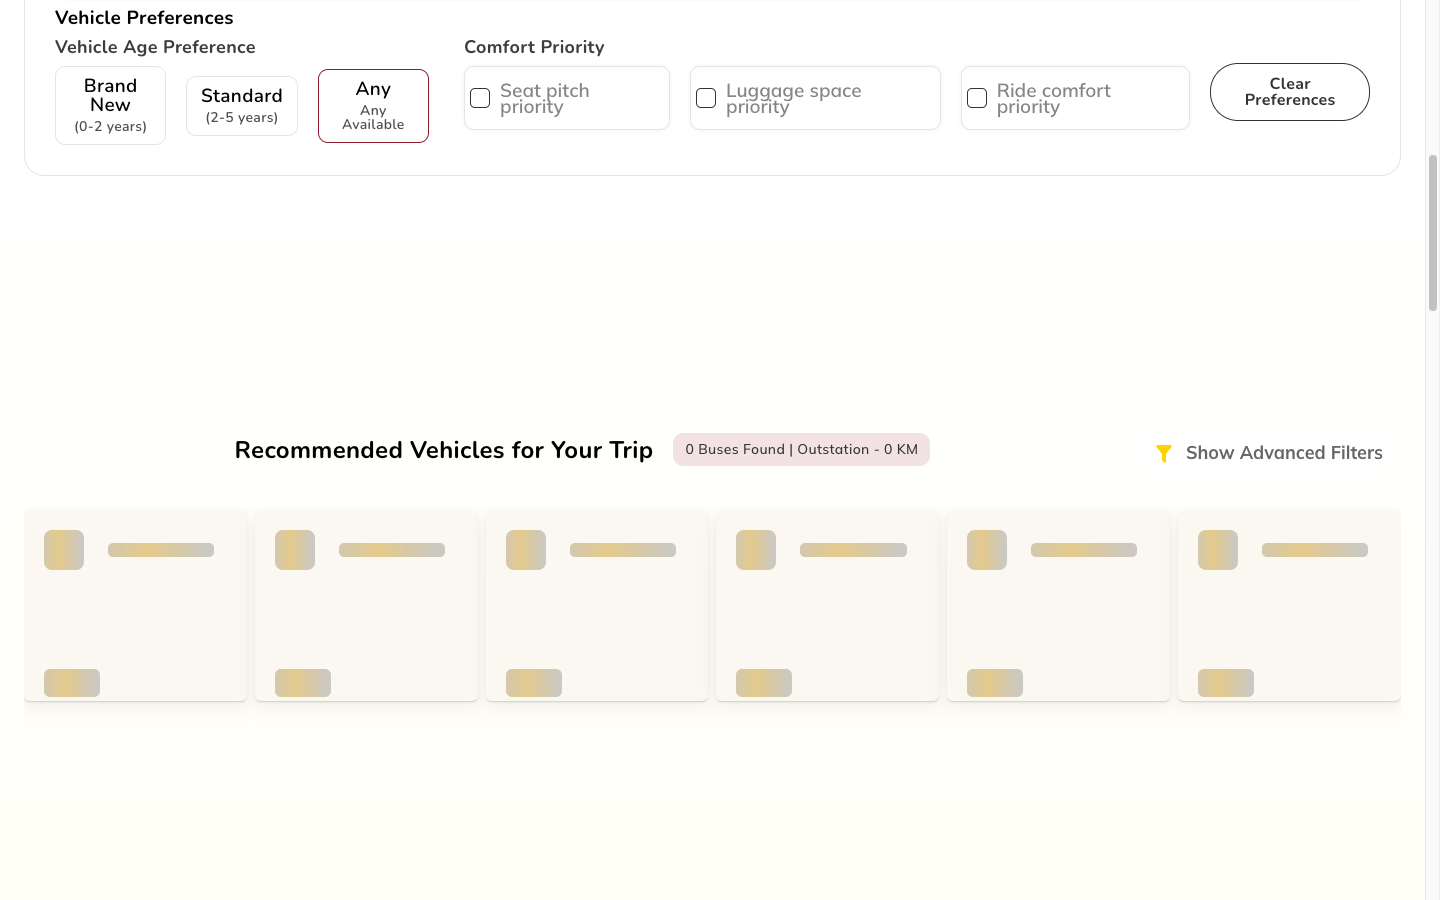 Vehicle Preferences
Vehicle Age Preference
Comfort Priority
Brand
New
(0-2 years)
Standard
(2-5 years)
Any
Any
Available
Seat pitch
priority
Luggage space
priority
Ride comfort
priority
Clear
Preferences
Recommended Vehicles for Your Trip
0 Buses Found | Outstation - 0 KM
Show Advanced Filters